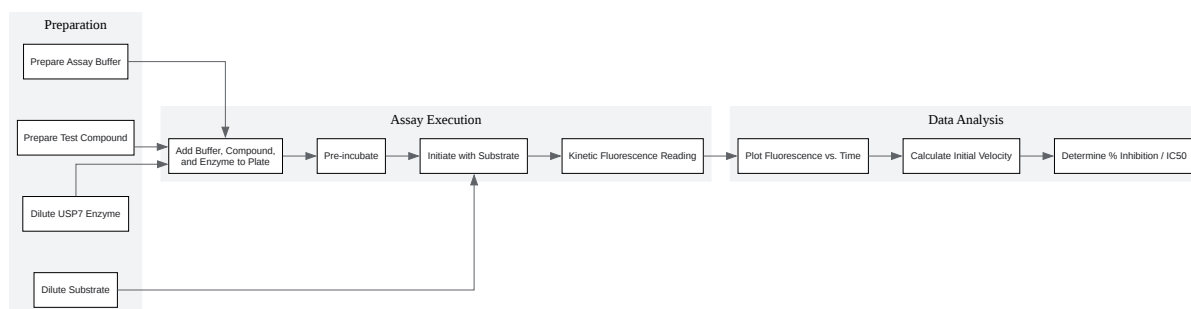 Preparation
Prepare Assay Buffer
Prepare Test Compound
Dilute USP7 Enzyme
Dilute Substrate
Assay Execution
Add Buffer, Compound,
and Enzyme to Plate
Pre-incubate
Initiate with Substrate
Kinetic Fluorescence Reading
Data Analysis
Plot Fluorescence vs. Time
Calculate Initial Velocity
Determine % Inhibition / IC50